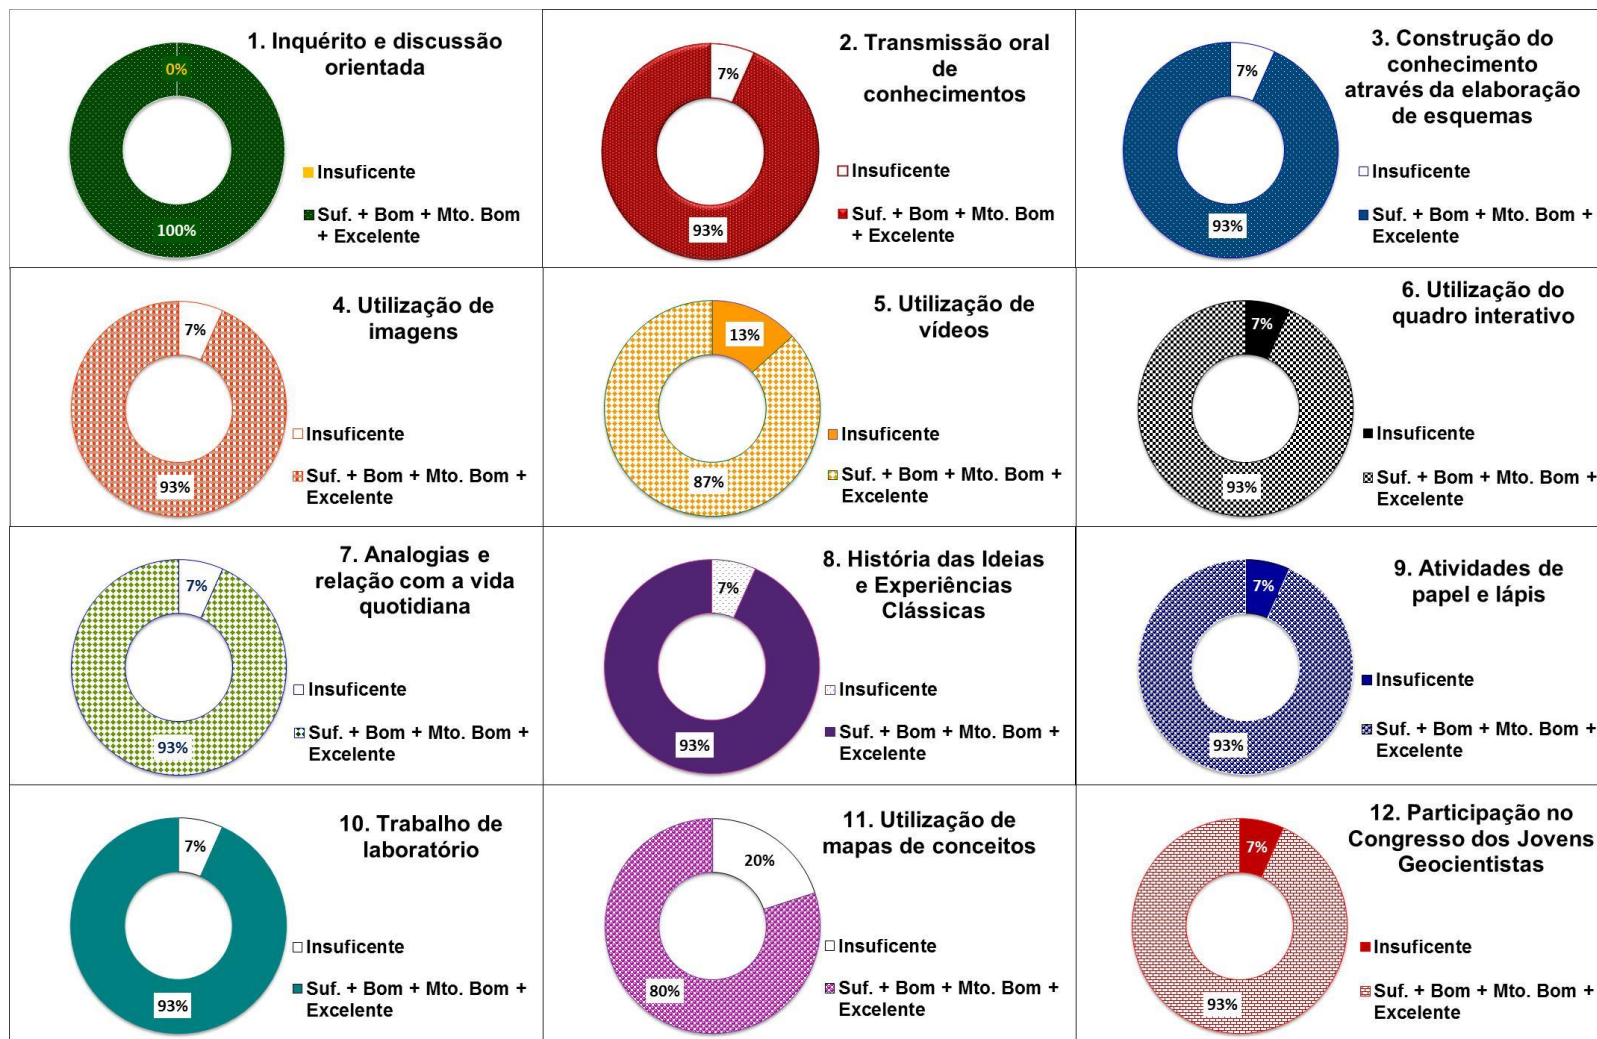 1. Inquérito e discussão
orientada
0%
Insuficente
Suf. + Bom + Mto. Bom
+ Excelente
100%
2. Transmissão oral
de
conhecimentos
7%
Insuficente
Suf. + Bom + Mto. Bom
+ Excelente
93%
3. Construção do
conhecimento
através da elaboração
de esquemas
7%
Insuficente
Suf. + Bom + Mto. Bom +
Excelente
93%
4. Utilização de
imagens
7%
Insuficente
Suf. + Bom + Mto. Bom +
Excelente
93%
5. Utilização de
vídeos
13%
Insuficente
Suf. + Bom + Mto. Bom +
Excelente
87%
6. Utilização do
quadro interativo
7%
Insuficente
Suf. + Bom + Mto. Bom +
Excelente
93%
7. Analogias e
relação com a vida
quotidiana
7%
Insuficente
Suf. + Bom + Mto. Bom +
Excelente
93%
8. História das Ideias
e Experiências
Clássicas
7%
Insuficente
Suf. + Bom + Mto. Bom +
Excelente
93%
9. Atividades de
papel e lápis
7%
Insuficente
Suf. + Bom + Mto. Bom +
Excelente
93%
10. Trabalho de
laboratório
7%
Insuficente
Suf. + Bom + Mto. Bom +
Excelente
93%
11. Utilização de
mapas de conceitos
20%
Insuficente
Suf. + Bom + Mto. Bom +
Excelente
80%
12. Participação no
Congresso dos Jovens
Geocientistas
7%
Insuficente
Suf. + Bom + Mto. Bom +
Excelente
93%